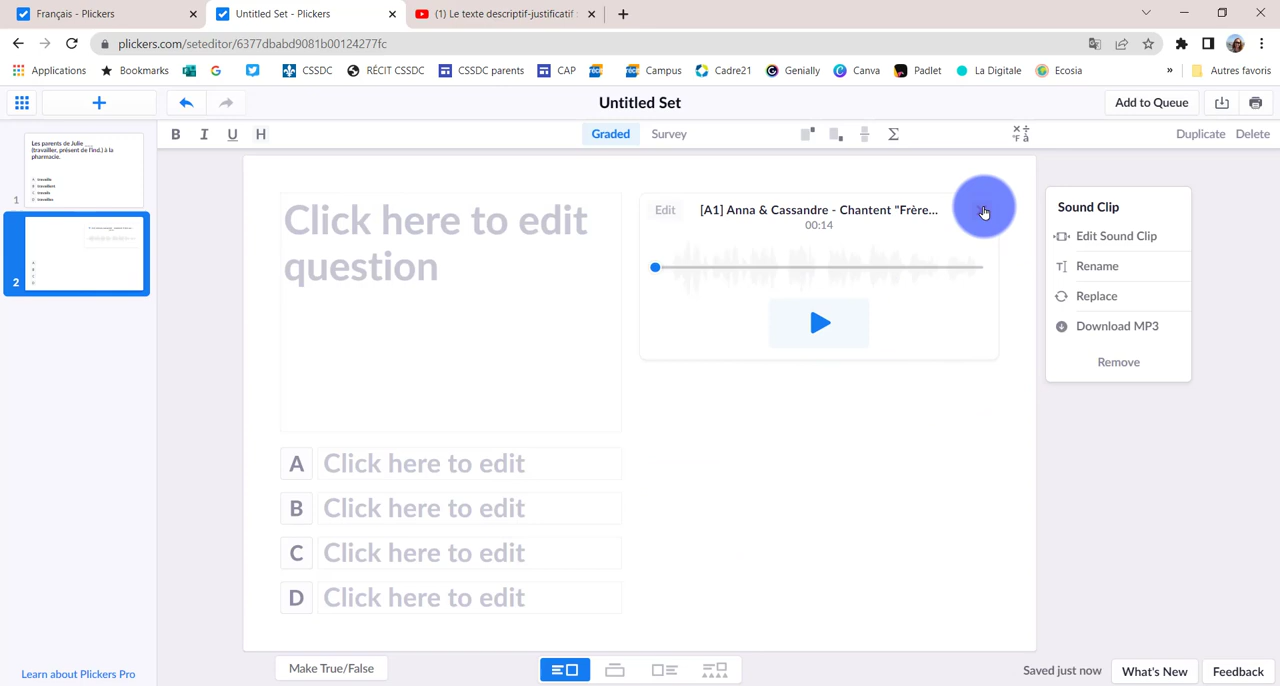 Français - Plickers
Untitled Set - Plickers
(1) Le texte descriptif-justificatif :
plickers.com/seteditor/6377dbabd9081b00124277fc
Applications
Bookmarks
CSSDC
RÉCIT CSSDC
CSSDC parents
CAP
Campus
Cadre21
Genially
Canva
Padlet
La Digitale
Ecosia
»
Autres favoris
Untitled Set
Add to Queue
B I U H
Graded
Survey
Duplicate
Delete
Les parents de Julie ___
(travailler, présent de l'ind.) à la
pharmacie.
A travaille
B travaillent
C travails
D travailles
1
2
A
B
C
D
Click here to edit
question
Edit
[A1] Anna & Cassandre - Chantent "Frère...
00:14
A Click here to edit
B Click here to edit
C Click here to edit
D Click here to edit
Sound Clip
Edit Sound Clip
Rename
Replace
Download MP3
Remove
Learn about Plickers Pro
Make True/False
Saved just now
What's New
Feedback